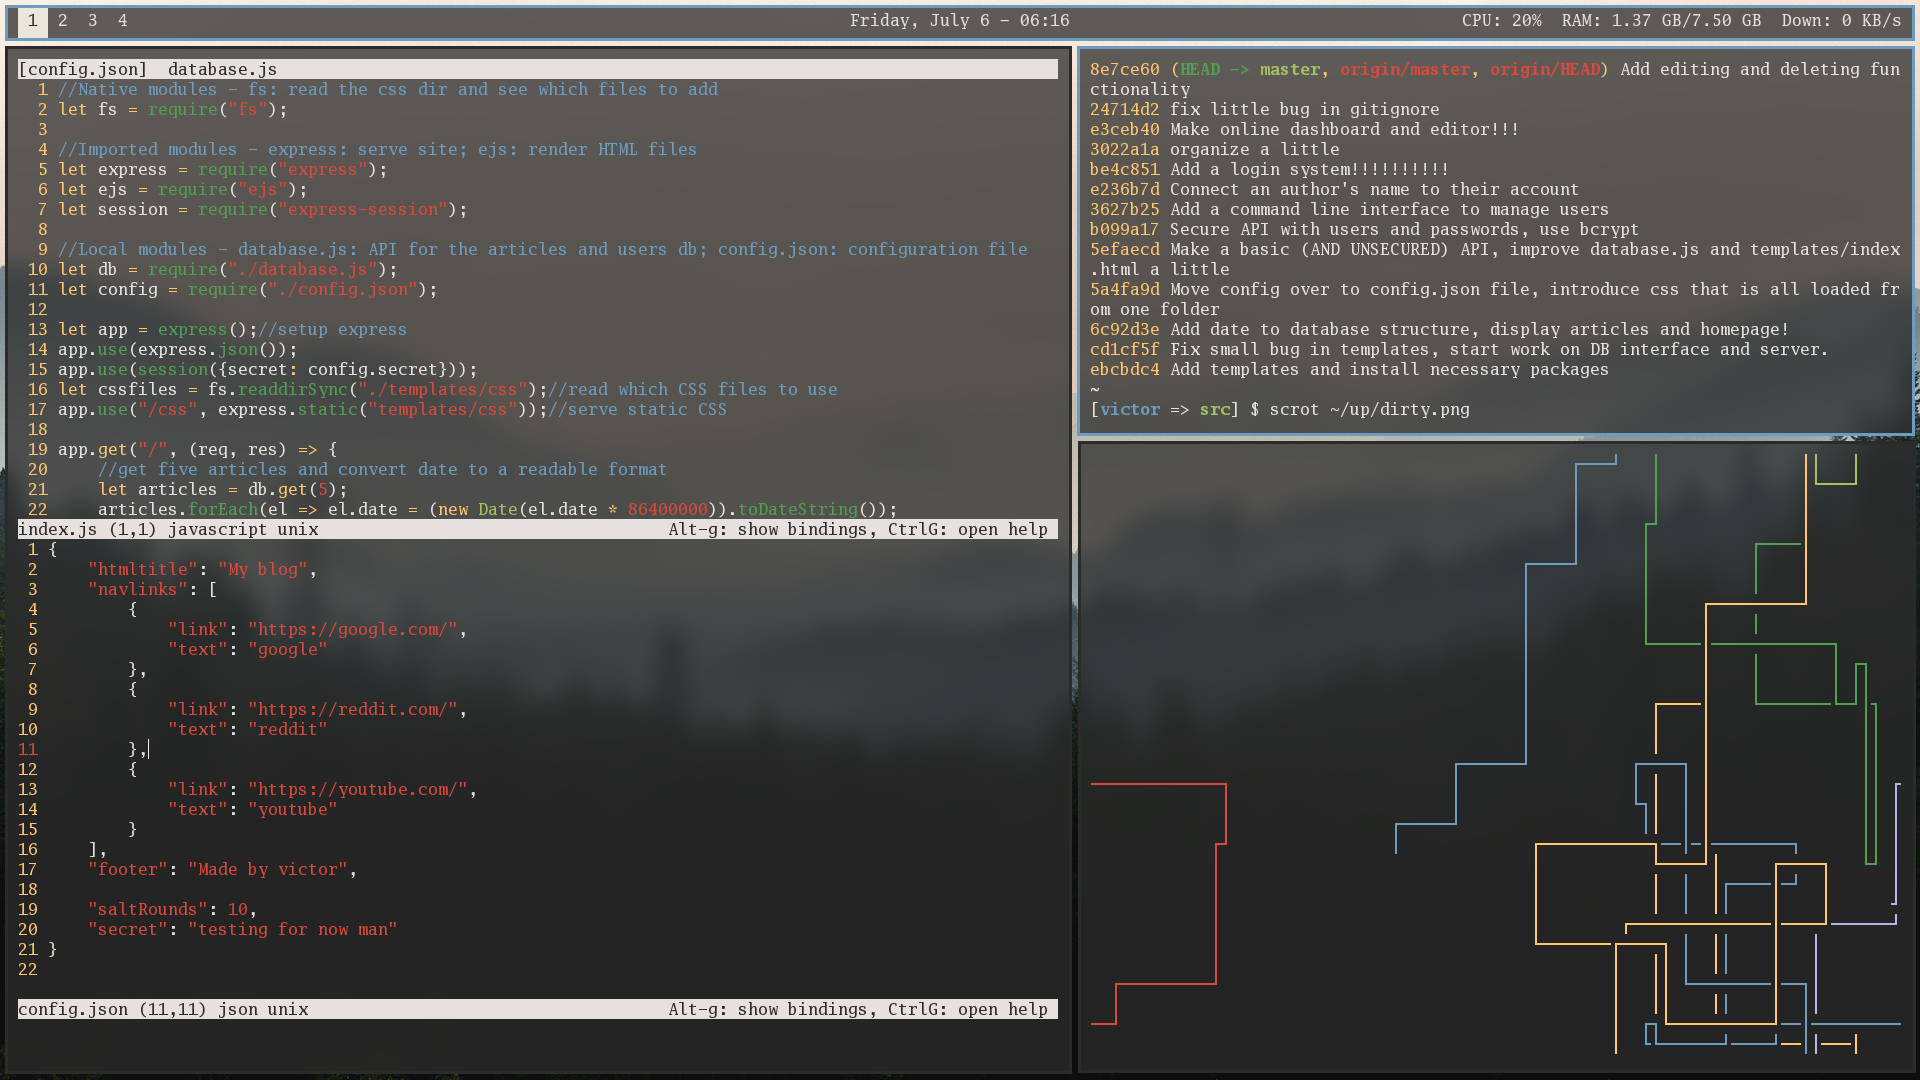 1 2 3 4 Friday, July 6 - 06:16 CPU: 20% RAM: 1.37 GB/7.50 GB Down: 0 KB/s
[config.json] database.js
1 //Native modules - fs: read the css dir and see which files to add
2 let fs = require("fs");
3
4 //Imported modules - express: serve site; ejs: render HTML files
5 let express = require("express");
6 let ejs = require("ejs");
7 let session = require("express-session");
8
9 //Local modules - database.js: API for the articles and users db; config.json: configuration file
10 let db = require("./database.js");
11 let config = require("./config.json");
12
13 let app = express();//setup express
14 app.use(express.json());
15 app.use(session({secret: config.secret}));
16 let cssfiles = fs.readdirSync("./templates/css");//read which CSS files to use
17 app.use("/css", express.static("templates/css"));//serve static CSS
18
19 app.get("/", (req, res) => {
20     //get five articles and convert date to a readable format
21     let articles = db.get(5);
22     articles.forEach(el => el.date = (new Date(el.date * 86400000)).toDateString());
index.js (1,1) javascript unix Alt-g: show bindings, CtrlG: open help
1 {
2     "htmltitle": "My blog",
3     "navlinks": [
4         {
5             "link": "https://google.com/",
6             "text": "google"
7         },
8         {
9             "link": "https://reddit.com/",
10             "text": "reddit"
11         },
12         {
13             "link": "https://youtube.com/",
14             "text": "youtube"
15         }
16     ],
17     "footer": "Made by victor",
18
19     "saltRounds": 10,
20     "secret": "testing for now man"
21 }
22
config.json (11,11) json unix Alt-g: show bindings, CtrlG: open help
8e7ce60 (HEAD -> master, origin/master, origin/HEAD) Add editing and deleting fun
ctionality
24714d2 fix little bug in gitignore
e3ceb40 Make online dashboard and editor!!!
3022a1a organize a little
be4c851 Add a login system!!!!!!!!!!
e236b7d Connect an author's name to their account
3627b25 Add a command line interface to manage users
b099a17 Secure API with users and passwords, use bcrypt
5efaecd Make a basic (AND UNSECURED) API, improve database.js and templates/index
.html a little
5a4fa9d Move config over to config.json file, introduce css that is all loaded fr
om one folder
6c92d3e Add date to database structure, display articles and homepage!
cd1cf5f Fix small bug in templates, start work on DB interface and server.
ebcbdc4 Add templates and install necessary packages
~
[victor => src] $ scrot ~/up/dirty.png